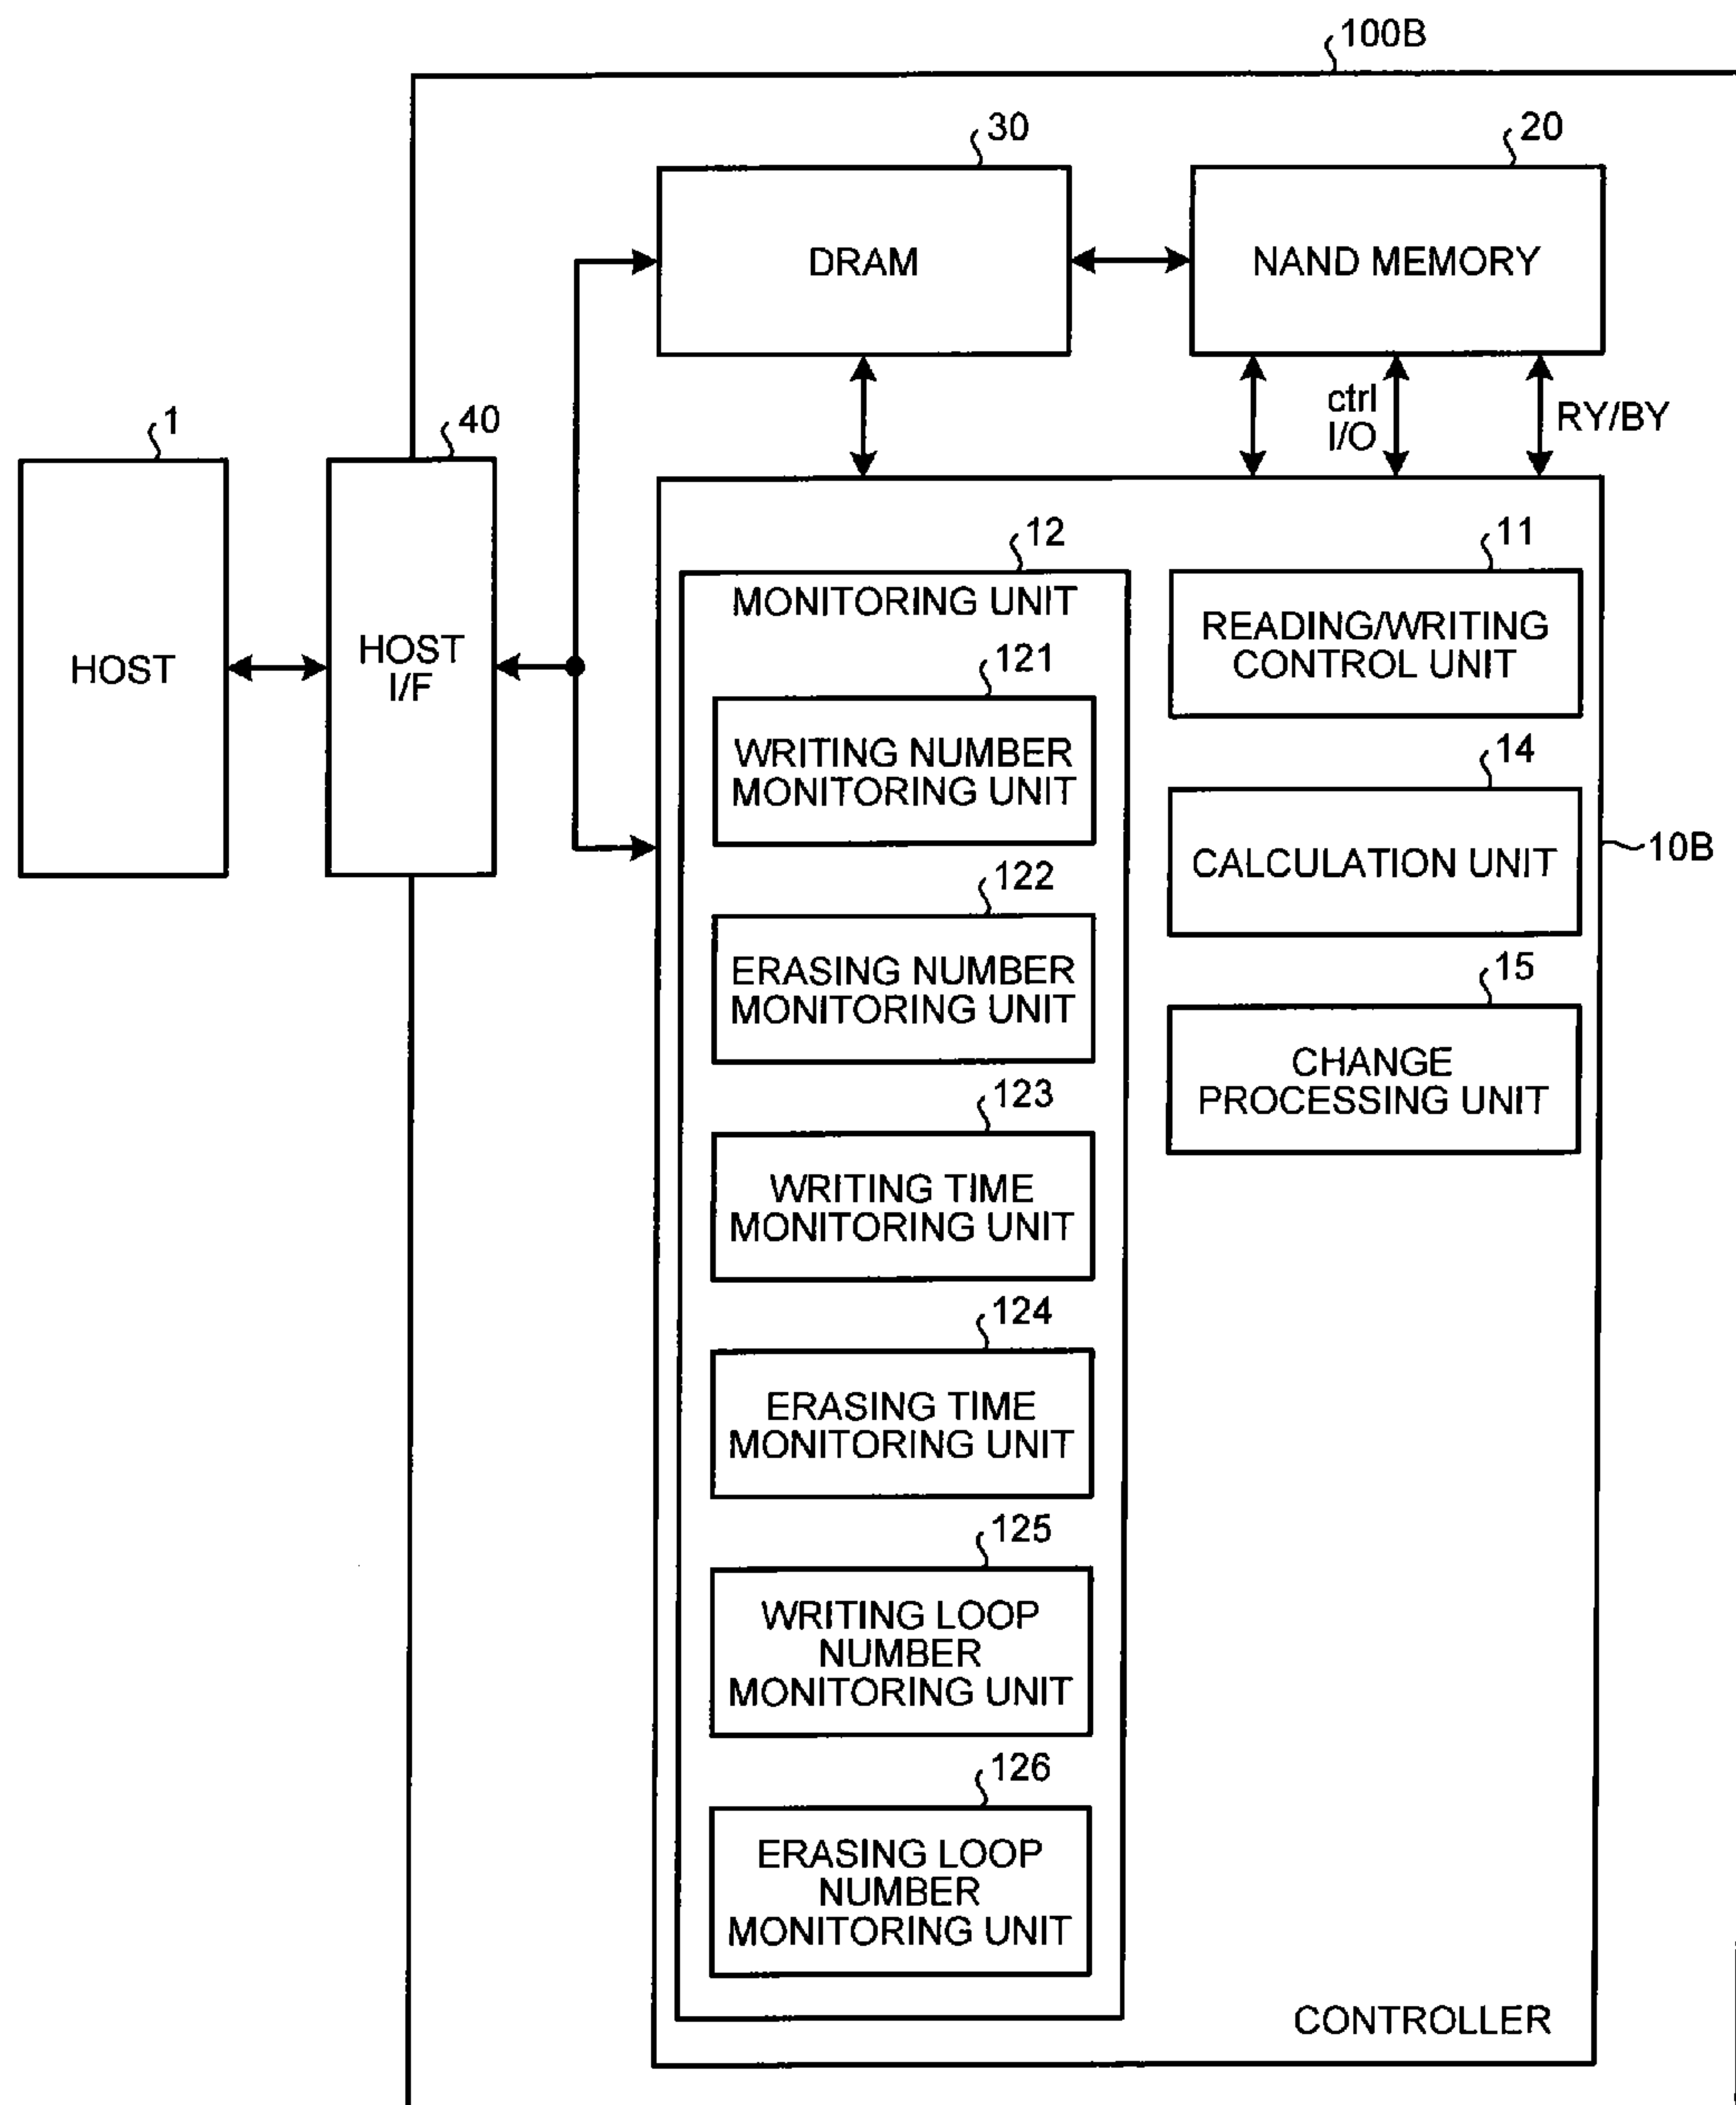 100B
30
20
DRAM
NAND MEMORY
1
40
ctrl
I/O
RY/BY
HOST
HOST
I/F
12
11
MONITORING UNIT
READING/WRITING
CONTROL UNIT
121
WRITING NUMBER
MONITORING UNIT
14
CALCULATION UNIT
10B
122
ERASING NUMBER
MONITORING UNIT
15
CHANGE
PROCESSING UNIT
123
WRITING TIME
MONITORING UNIT
124
ERASING TIME
MONITORING UNIT
125
WRITING LOOP
NUMBER
MONITORING UNIT
126
ERASING LOOP
NUMBER
MONITORING UNIT
CONTROLLER